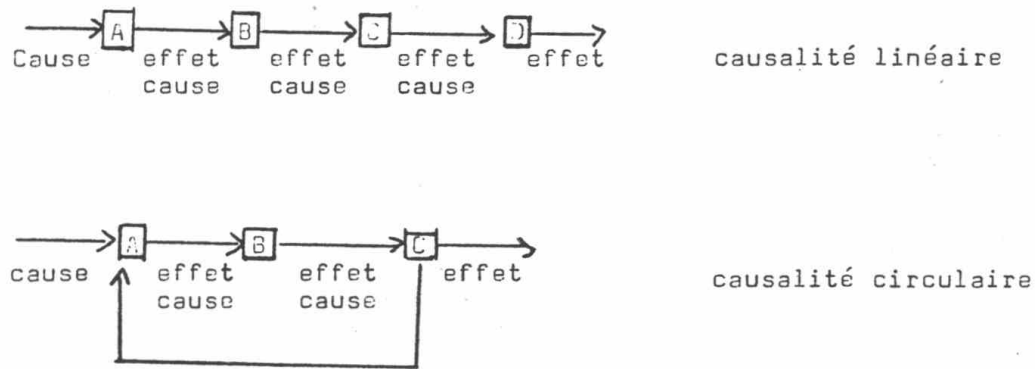 A B C D
Cause effet effet effet effet causalité linéaire
cause cause cause
A B C
cause effet effet effet causalité circulaire
cause cause